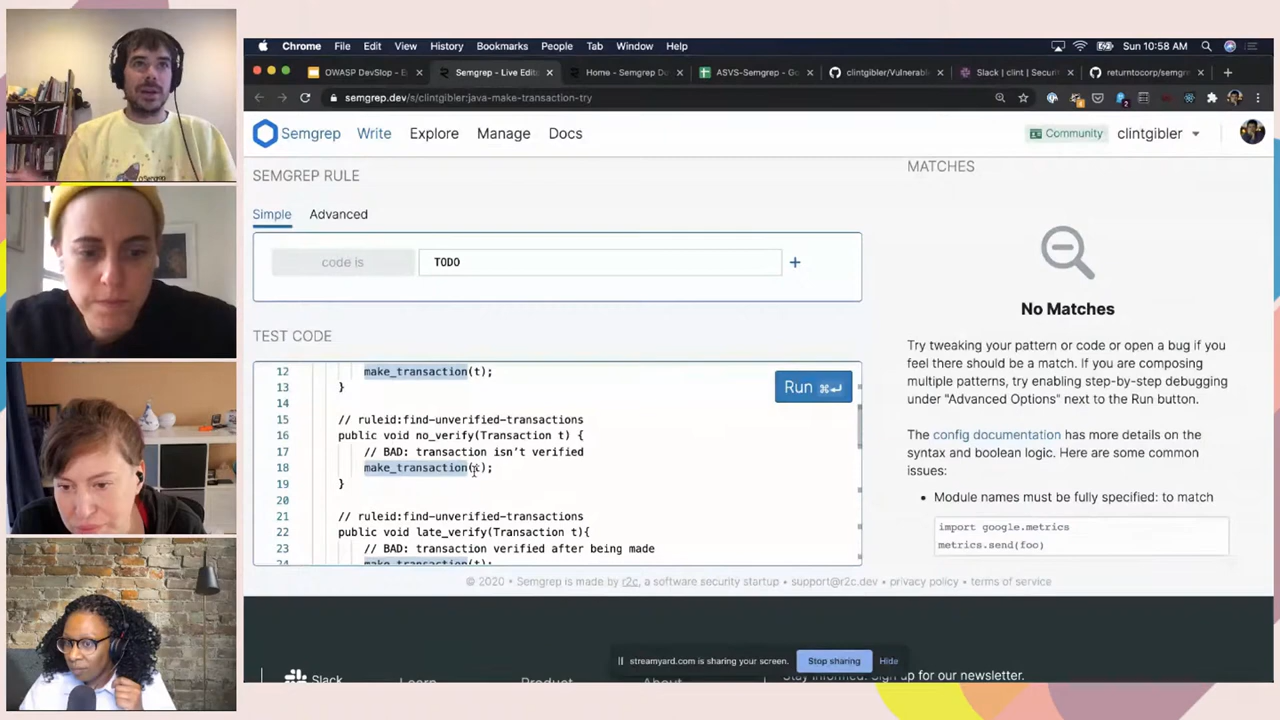 Chrome File Edit View History Bookmarks People Tab Window Help
Sun 10:58 AM
OWASP DevSlop - E
Semgrep - Live Edit
Home - Semgrep Do
ASVS-Semgrep - Go
clintgibler/Vulnerabl
Slack | clint | Securi
returntocorp/semgr
semgrep.dev/s/clintgibler:java-make-transaction-try
Semgrep Write Explore Manage Docs
Community
clintgibler
SEMGREP RULE
Simple Advanced
code is
TODO
+
TEST CODE
Run ⌘↵
12 make_transaction(t);
13 }
14
15 // ruleid:find-unverified-transactions
16 public void no_verify(Transaction t) {
17 // BAD: transaction isn't verified
18 make_transaction(t);
19 }
20
21 // ruleid:find-unverified-transactions
22 public void late_verify(Transaction t){
23 // BAD: transaction verified after being made
24 make_transaction(t);
MATCHES
No Matches
Try tweaking your pattern or code or open a bug if you
feel there should be a match. If you are composing
multiple patterns, try enabling step-by-step debugging
under "Advanced Options" next to the Run button.
The config documentation has more details on the
syntax and boolean logic. Here are some common
issues:
• Module names must be fully specified: to match
import google.metrics
metrics.send(foo)
© 2020 • Semgrep is made by r2c, a software security startup • support@r2c.dev • privacy policy • terms of service
streamyard.com is sharing your screen.
Stop sharing
Hide
Slack
Learn
Product
About
Stay informed. Sign up for our newsletter.